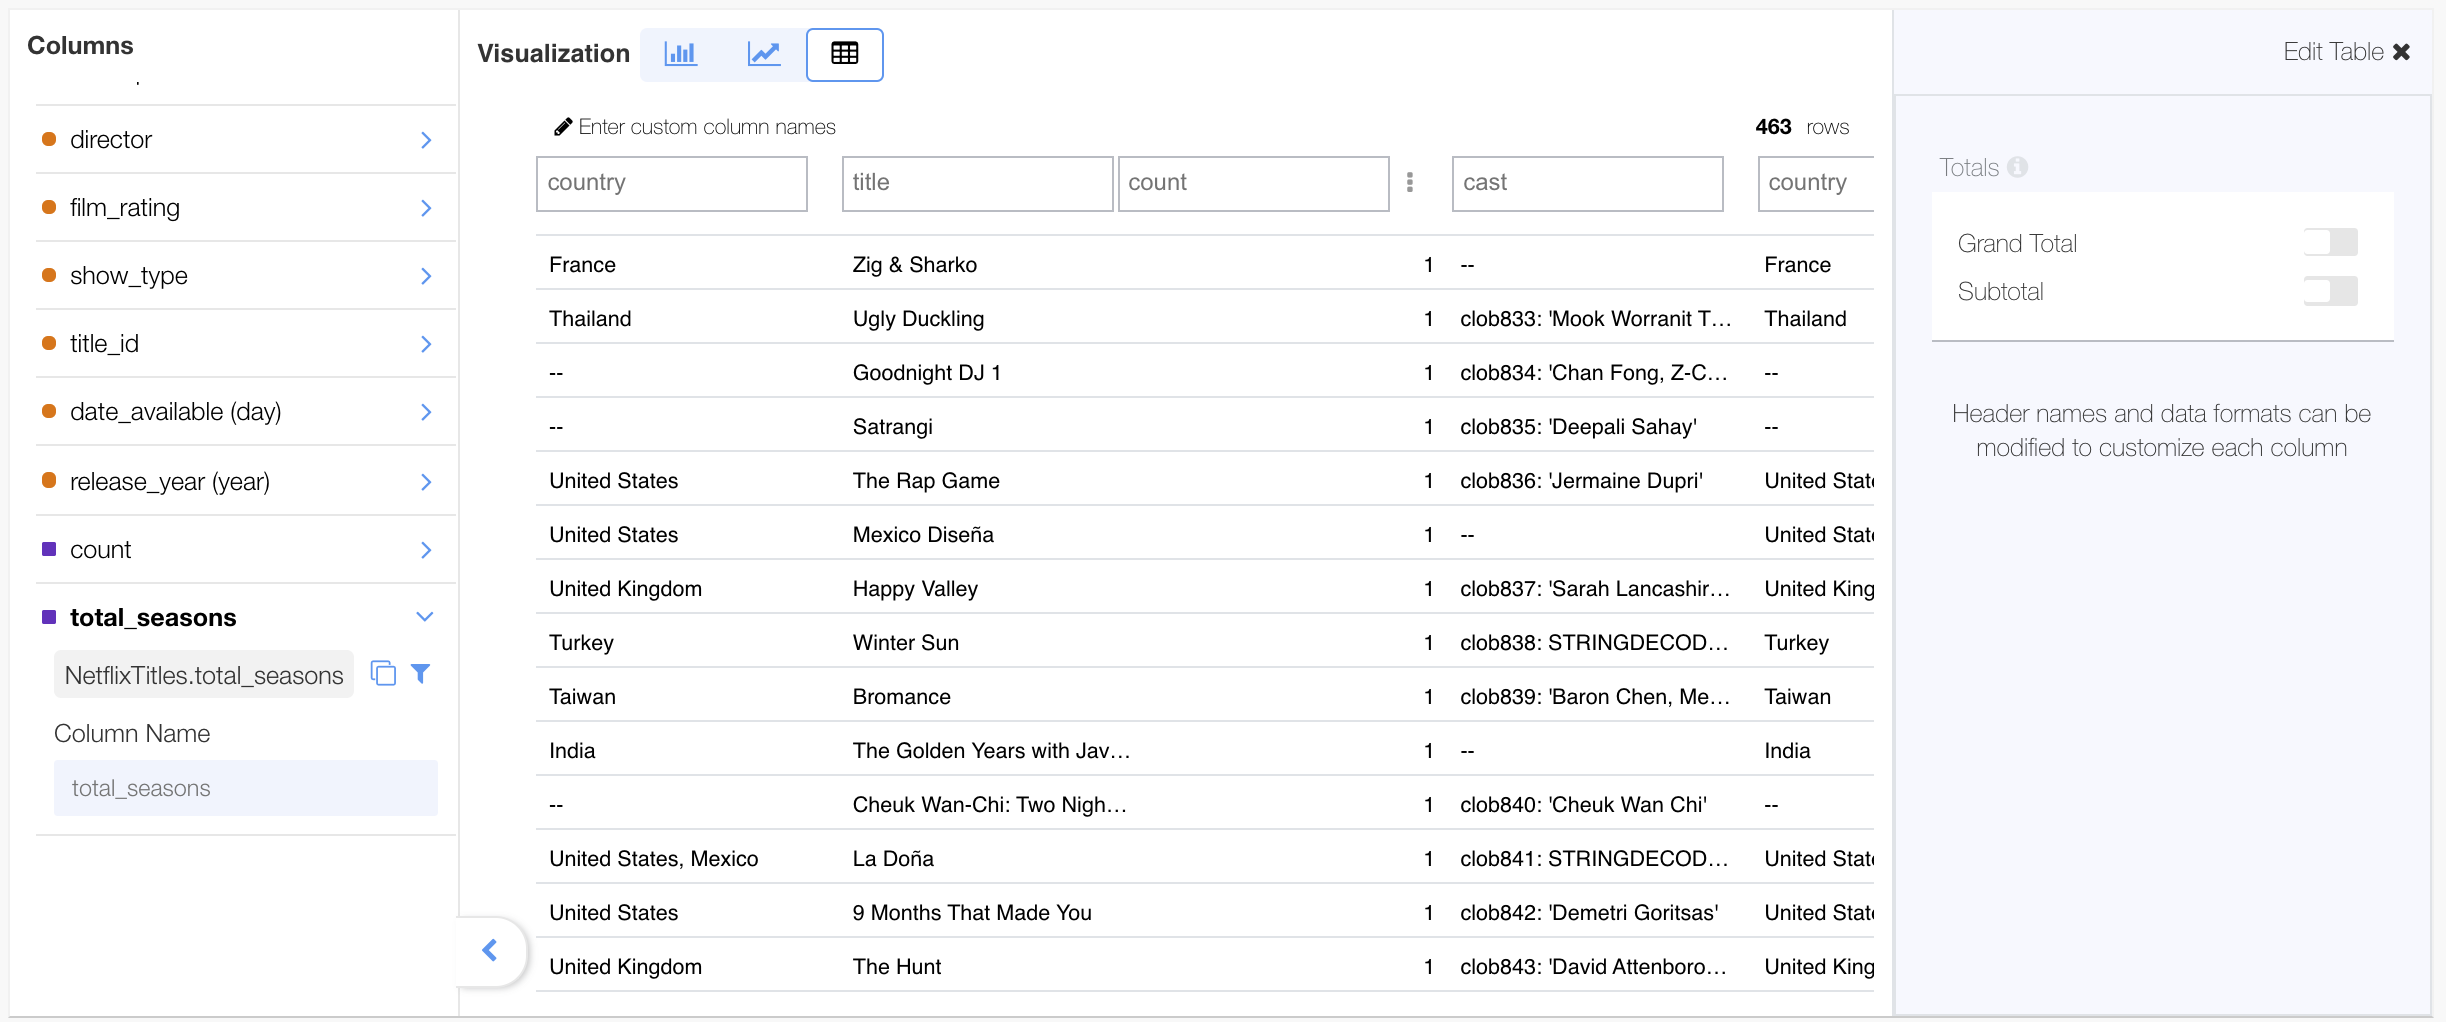 Columns
director
film_rating
show_type
title_id
date_available (day)
release_year (year)
count
total_seasons
NetflixTitles.total_seasons
Column Name
total_seasons
Visualization
Enter custom column names
463 rows
country title count cast country
France Zig & Sharko 1 -- France
Thailand Ugly Duckling 1 clob833: 'Mook Worranit T... Thailand
-- Goodnight DJ 1 1 clob834: 'Chan Fong, Z-C... --
-- Satrangi 1 clob835: 'Deepali Sahay' --
United States The Rap Game 1 clob836: 'Jermaine Dupri' United Stat
United States Mexico Diseña 1 -- United Stat
United Kingdom Happy Valley 1 clob837: 'Sarah Lancashir... United King
Turkey Winter Sun 1 clob838: STRINGDECOD... Turkey
Taiwan Bromance 1 clob839: 'Baron Chen, Me... Taiwan
India The Golden Years with Jav... 1 -- India
-- Cheuk Wan-Chi: Two Nigh... 1 clob840: 'Cheuk Wan Chi' --
United States, Mexico La Doña 1 clob841: STRINGDECOD... United Stat
United States 9 Months That Made You 1 clob842: 'Demetri Goritsas' United Stat
United Kingdom The Hunt 1 clob843: 'David Attenboro... United King
Edit Table
Totals
Grand Total
Subtotal
Header names and data formats can be
modified to customize each column